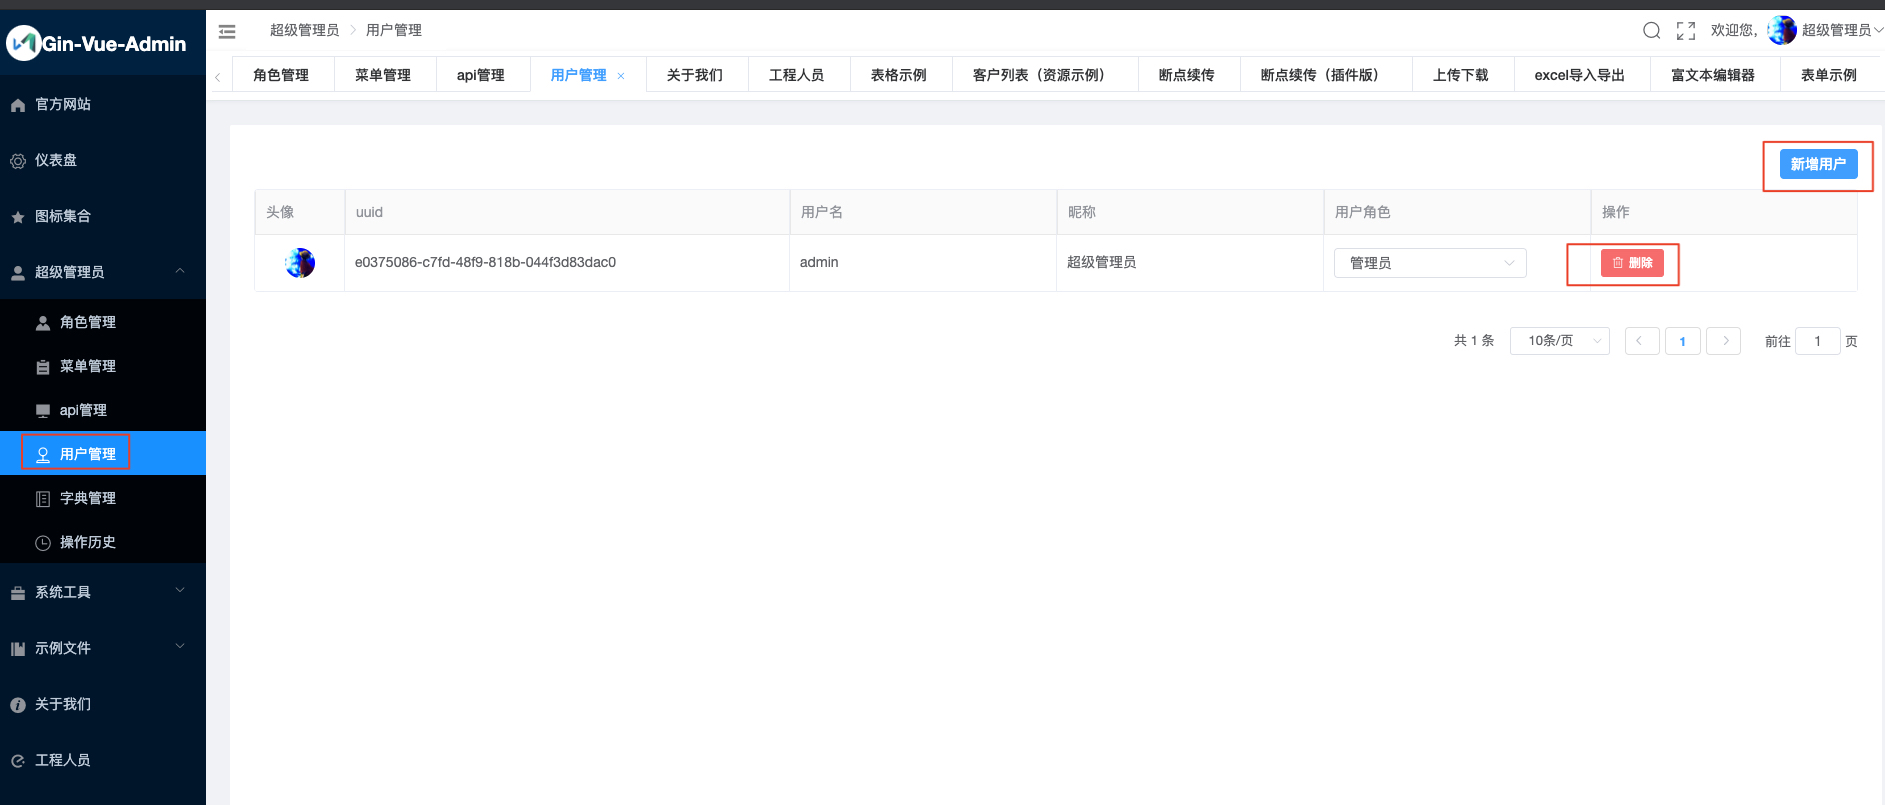 Gin-Vue-Admin
官方网站
仪表盘
图标集合
超级管理员
角色管理
菜单管理
api管理
用户管理
字典管理
操作历史
系统工具
示例文件
关于我们
工程人员
超级管理员 用户管理
欢迎您, 超级管理员
角色管理 菜单管理 api管理 用户管理 × 关于我们 工程人员 表格示例 客户列表（资源示例） 断点续传 断点续传（插件版） 上传下载 excel导入导出 富文本编辑器 表单示例
新增用户
头像 uuid 用户名 昵称 用户角色 操作
e0375086-c7fd-48f9-818b-044f3d83dac0 admin 超级管理员 管理员 删除
共 1 条 10条/页 1 前往 1 页